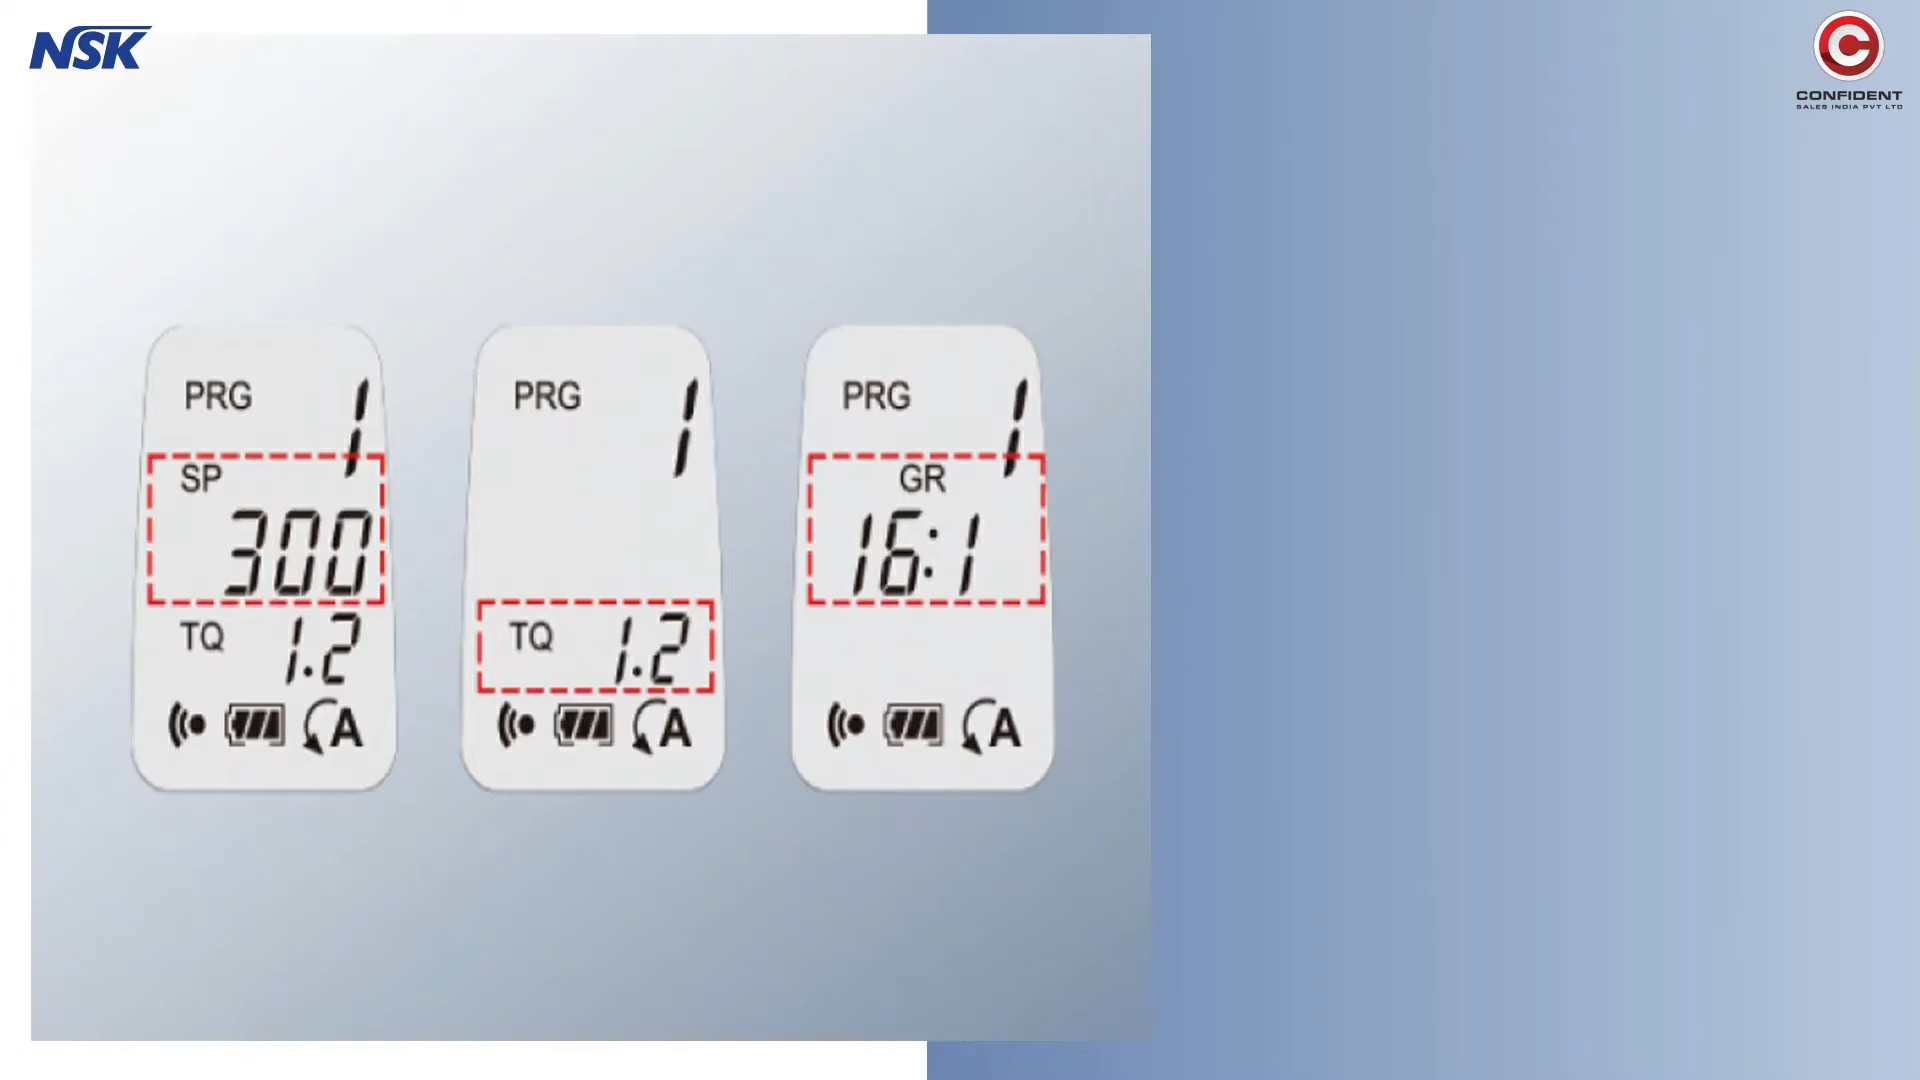 NSK
CONFIDENT
SALES INDIA PVT LTD
PRG 1
SP
300
TQ 1.2
A
PRG 1
TQ 1.2
A
PRG 1
GR
16:1
A